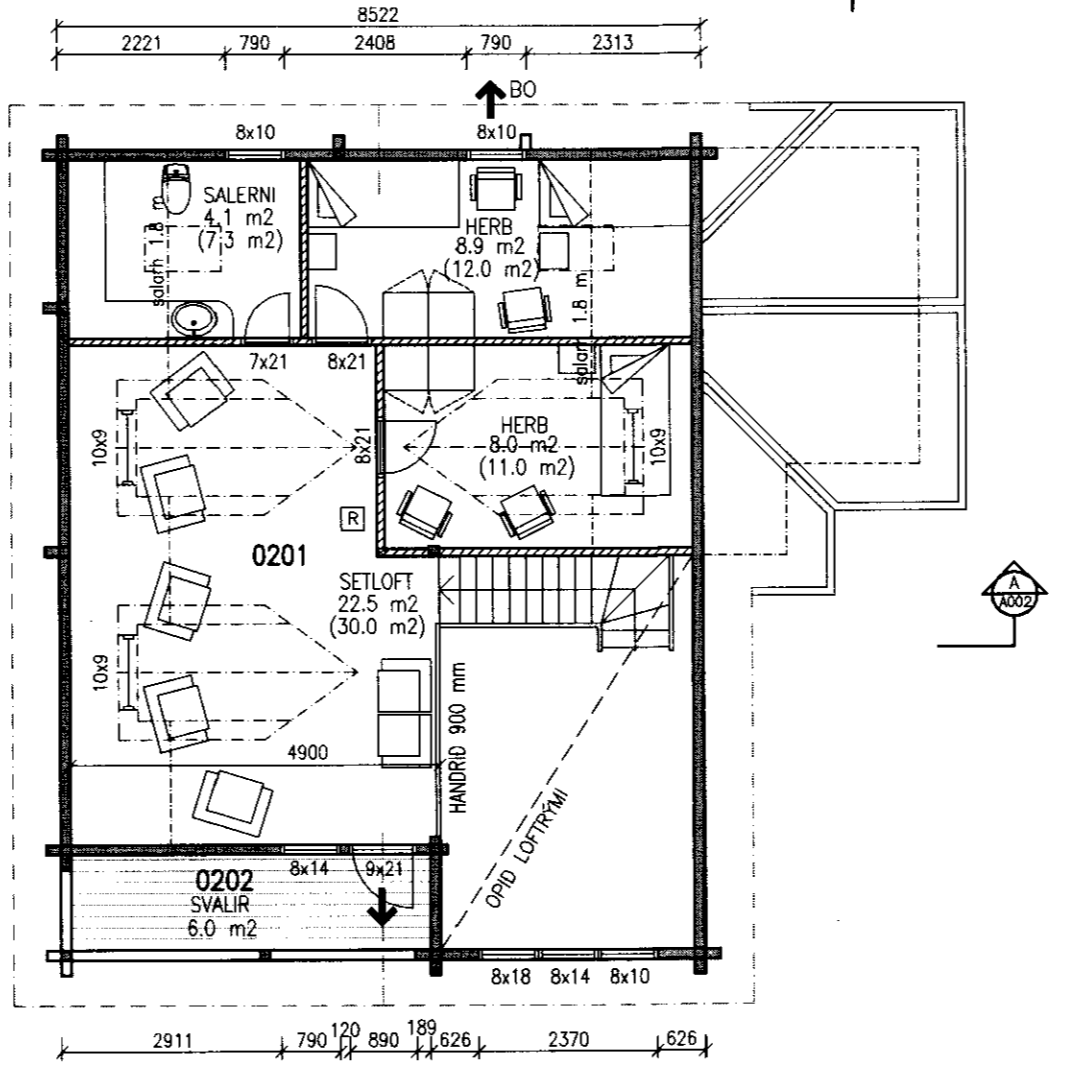 8522
2221
790
2408
790
2313
BO
8x10
8x10
SALERNI
4.1 m2
(7.3 m2)
salarh 1.8 m
HERB
8.9 m2
(12.0 m2)
salarh 1.8 m
7x21
8x21
10x9
8x21
HERB
8.0 m2
(11.0 m2)
10x9
R
0201
SETLOFT
22.5 m2
(30.0 m2)
A
A002
10x9
4900
HANDRIÐ 900 mm
OPIÐ LOFTRÝMI
8x14
9x21
0202
SVALIR
6.0 m2
8x18
8x14
8x10
2911
790
120
890
189
626
2370
626